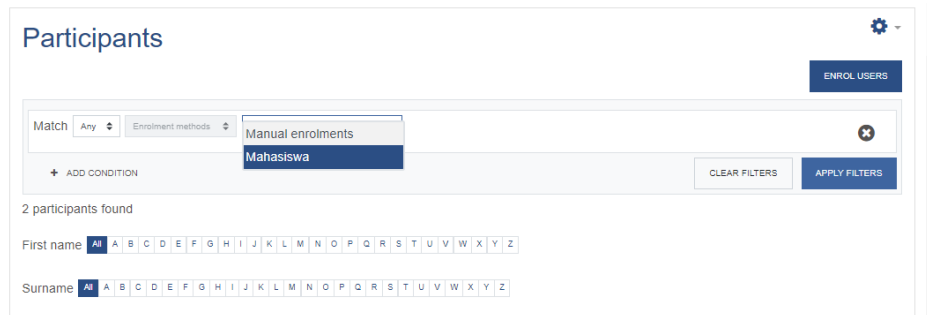 Participants
ENROL USERS
Match Any Enrolment methods
Manual enrolments
Mahasiswa
+ ADD CONDITION
CLEAR FILTERS APPLY FILTERS
2 participants found
First name All A B C D E F G H I J K L M N O P Q R S T U V W X Y Z
Surname All A B C D E F G H I J K L M N O P Q R S T U V W X Y Z